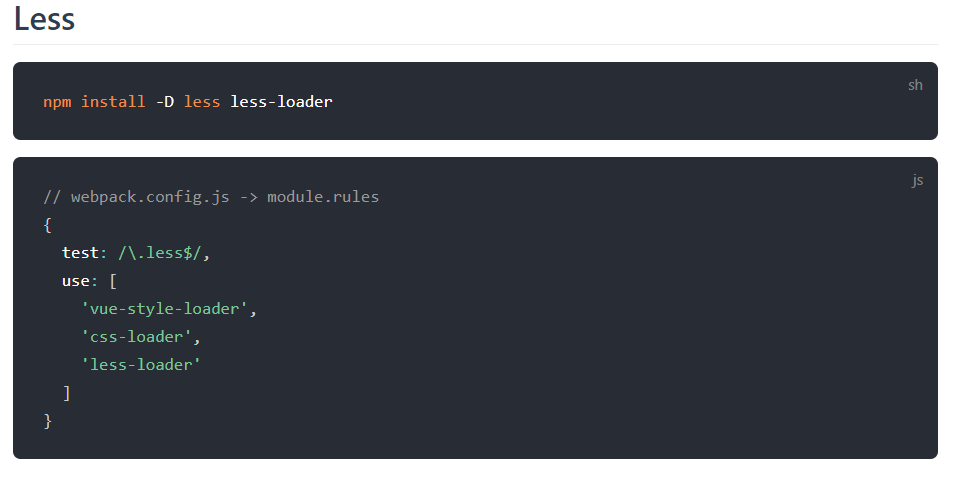 Less
sh
npm install -D less less-loader
js
// webpack.config.js -> module.rules
{
  test: /\.less$/,
  use: [
    'vue-style-loader',
    'css-loader',
    'less-loader'
  ]
}